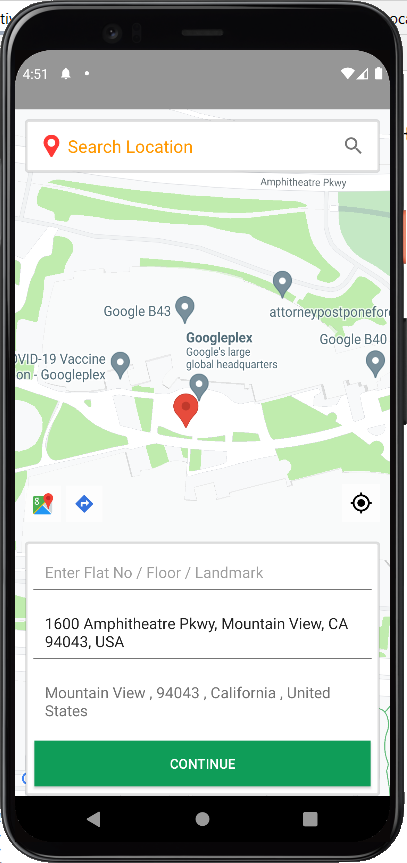 4:51
Search Location
Amphitheatre Pkwy
attorneypostponefor
Google B43
Googleplex
Google's large
global headquarters
Google B40
OVID-19 Vaccine
on - Googleplex
Enter Flat No / Floor / Landmark
1600 Amphitheatre Pkwy, Mountain View, CA
94043, USA
Mountain View , 94043 , California , United
States
CONTINUE